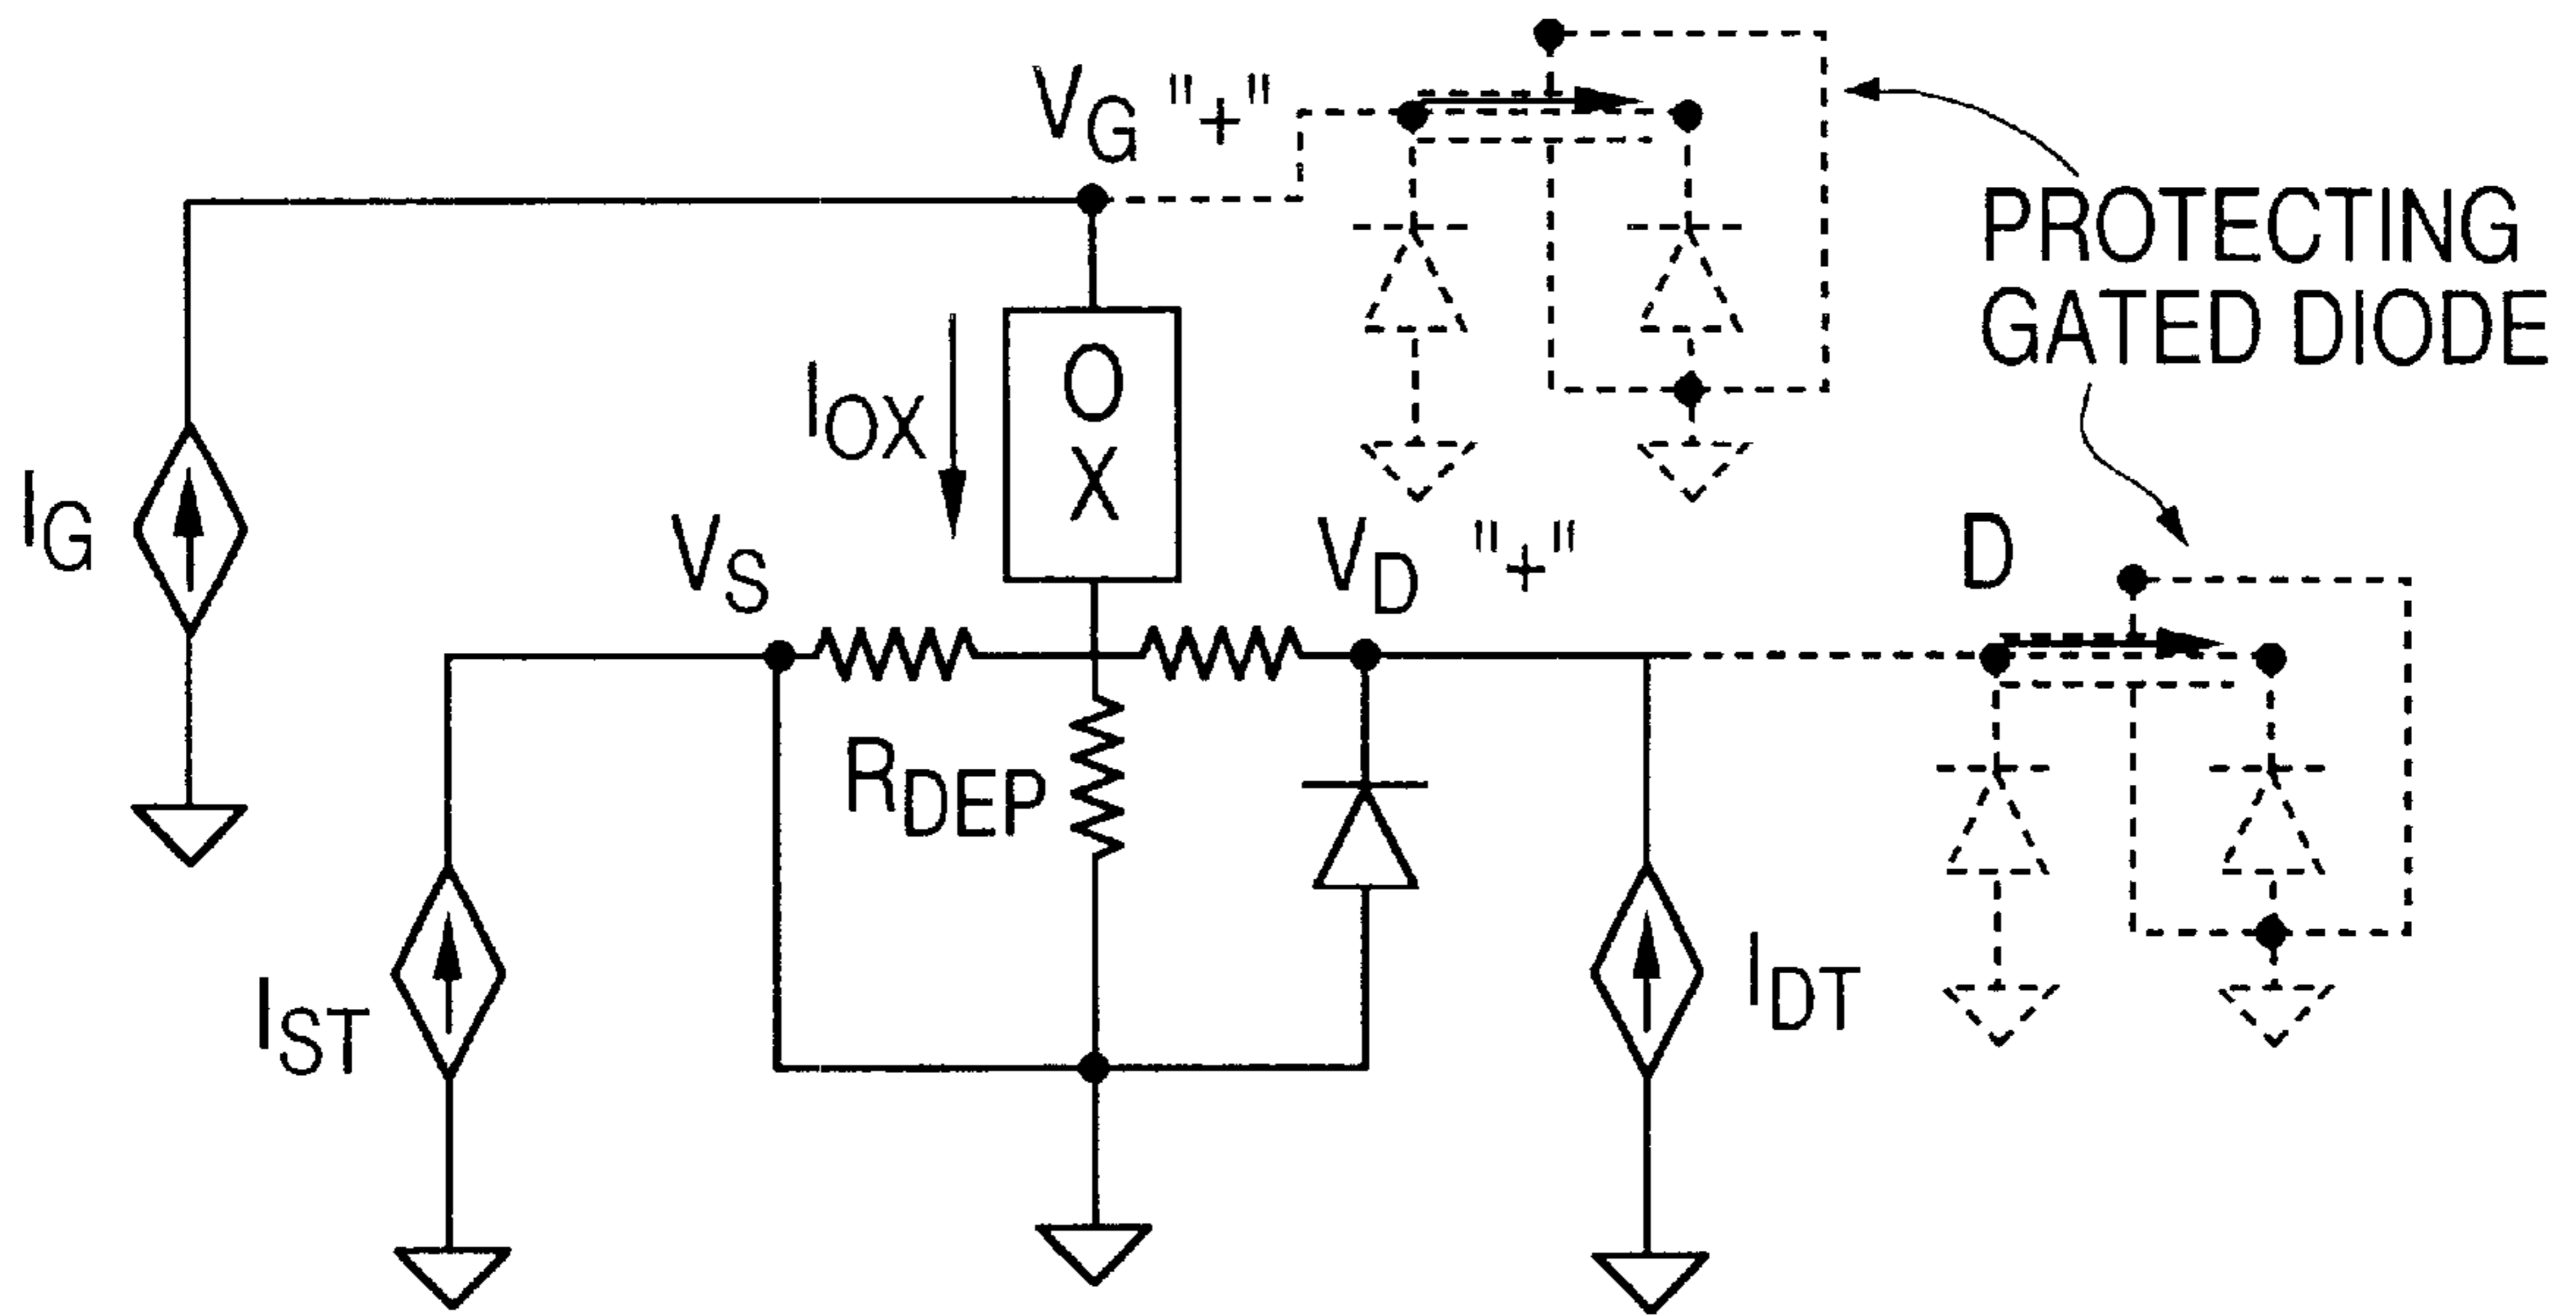 V_G "+"
PROTECTING
GATED DIODE
I_OX
O
X
I_G
V_S
V_D "+"
D
R_DEP
I_ST
I_DT